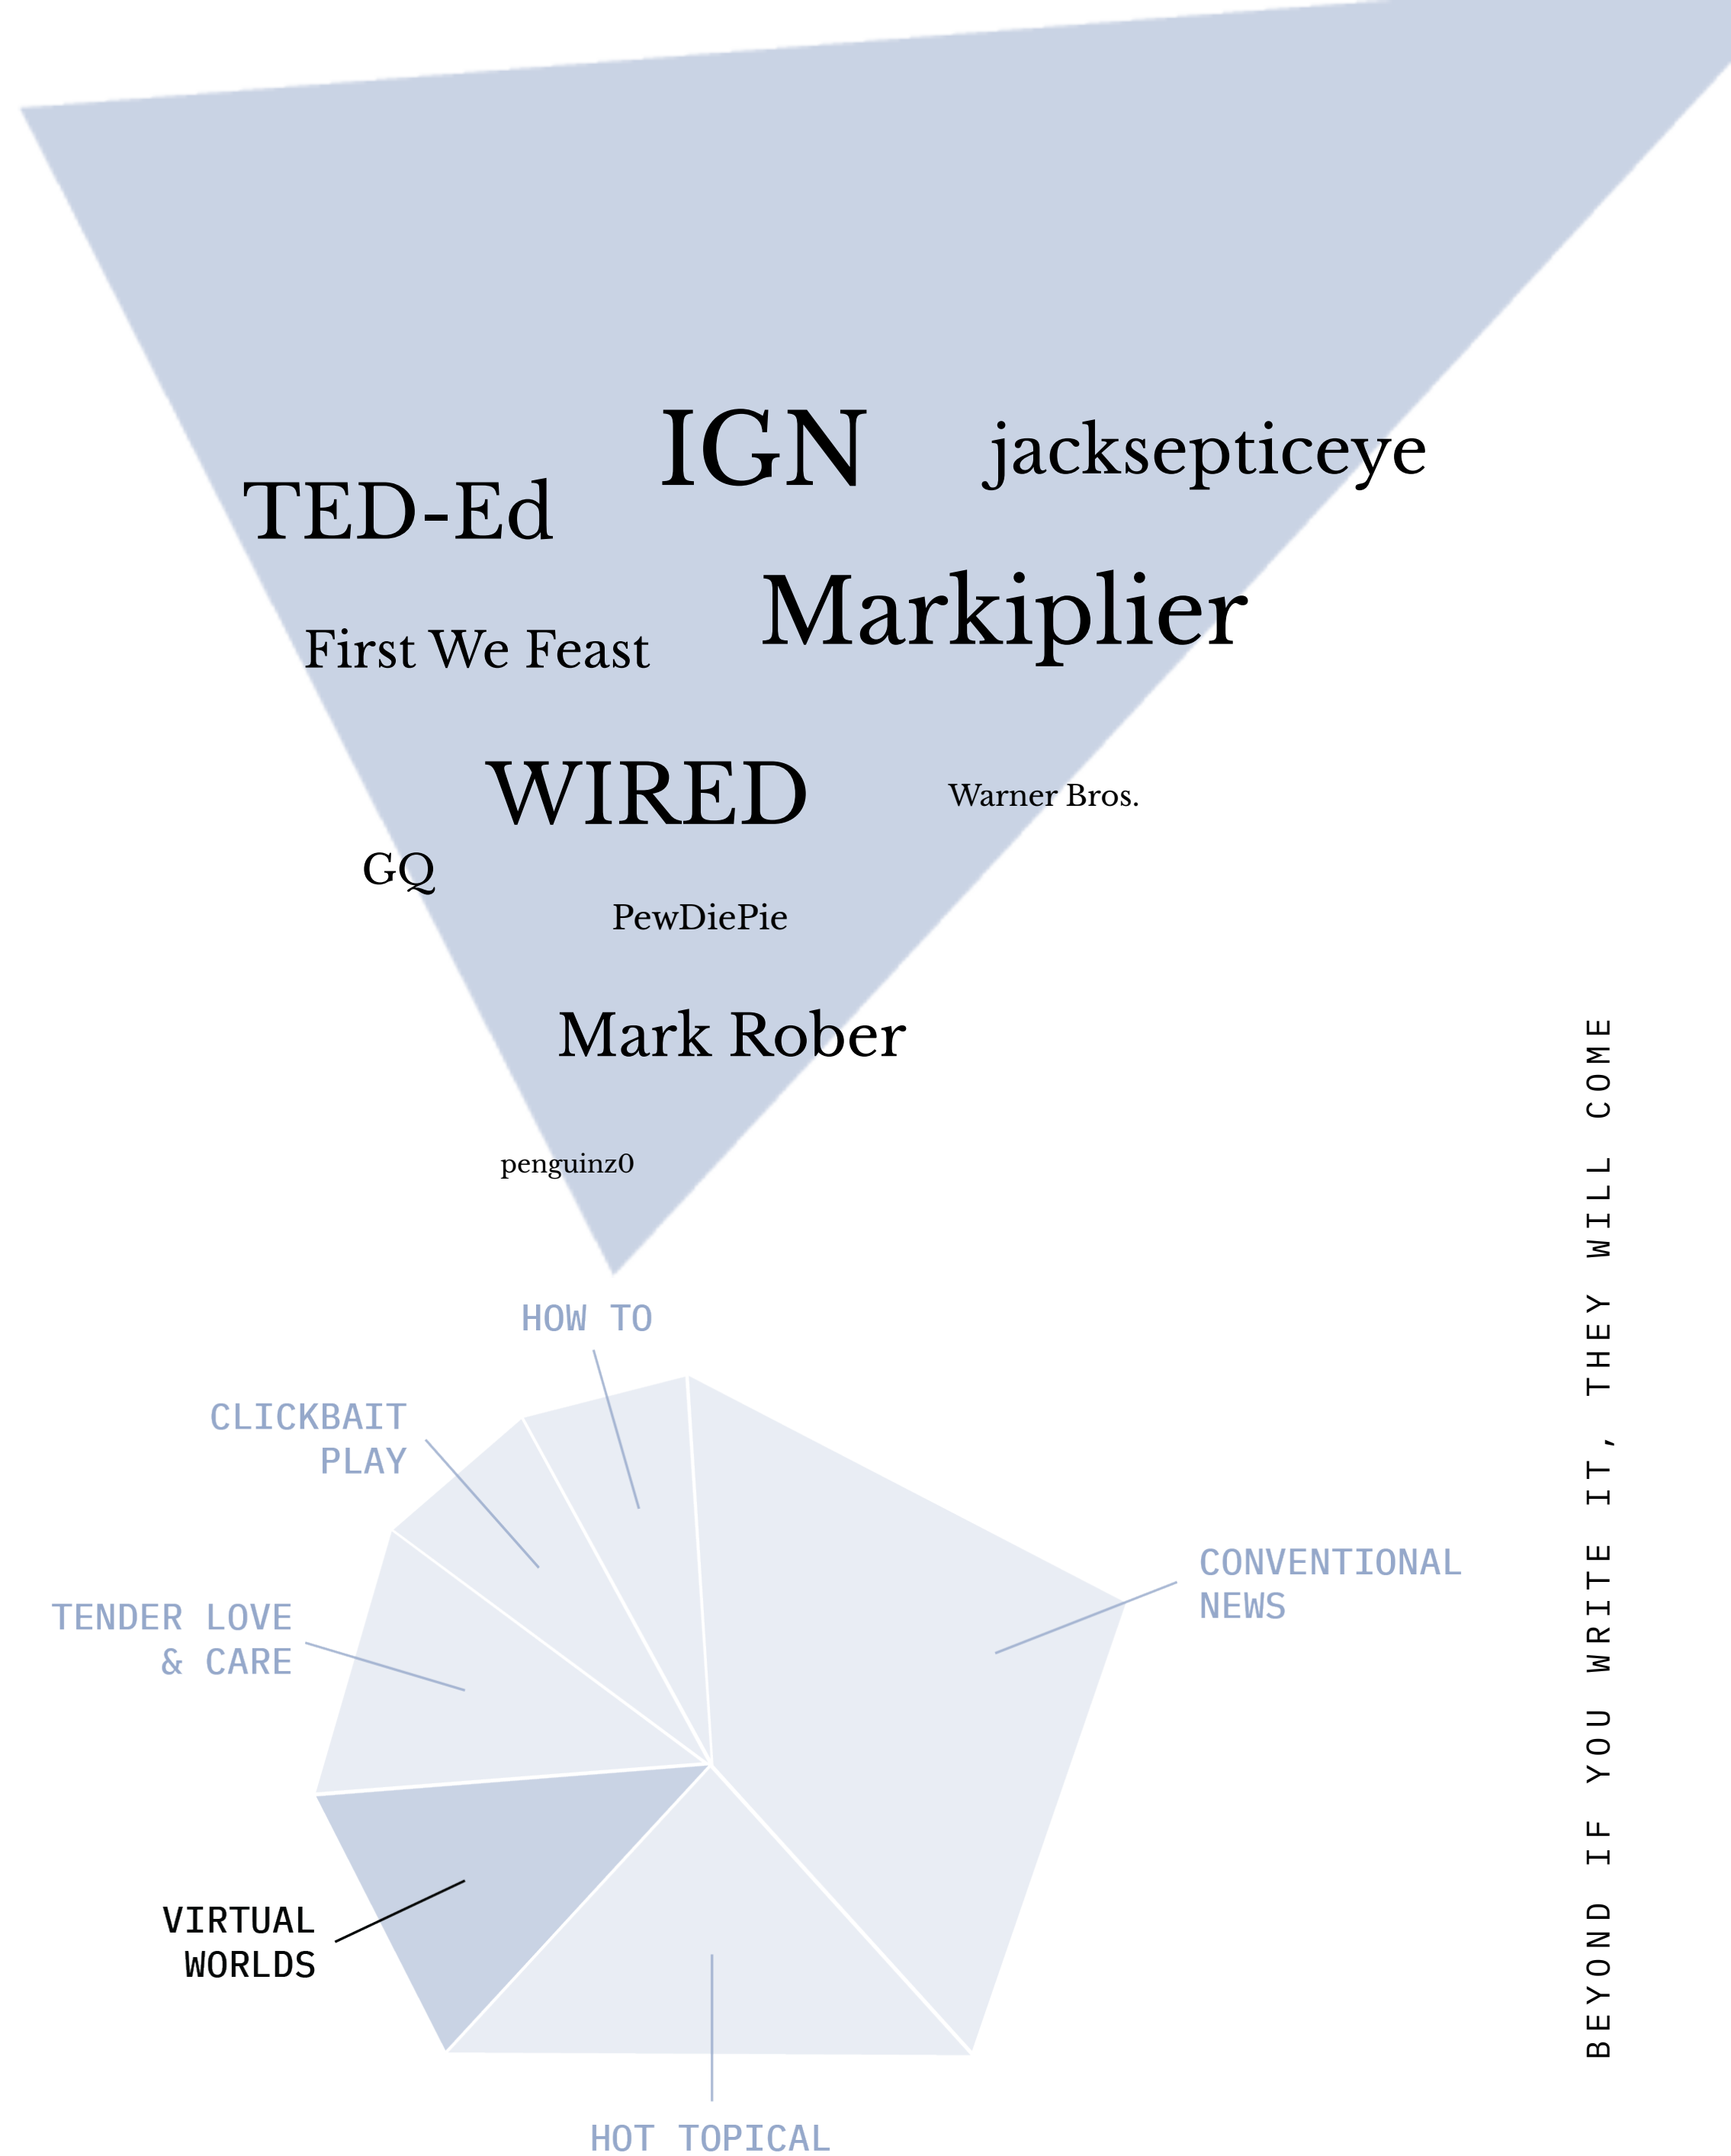 IGN
jacksepticeye
TED-Ed
Markiplier
First We Feast
WIRED
Warner Bros.
GQ
PewDiePie
Mark Rober
penguinz0
HOW TO
CLICKBAIT
PLAY
CONVENTIONAL
NEWS
TENDER LOVE
& CARE
VIRTUAL
WORLDS
HOT TOPICAL
BEYOND IF YOU WRITE IT, THEY WILL COME